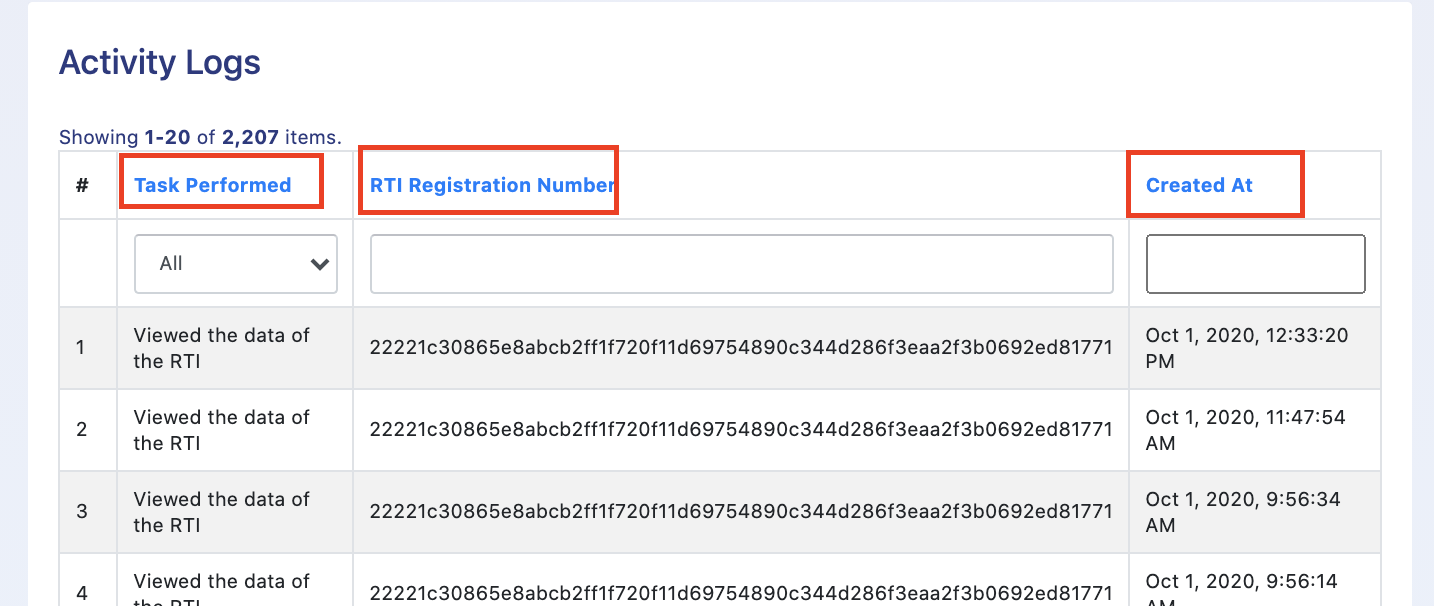 Activity Logs
Showing 1-20 of 2,207 items.
# Task Performed RTI Registration Number Created At
All
1 Viewed the data of the RTI 22221c30865e8abcb2ff1f720f11d69754890c344d286f3eaa2f3b0692ed81771 Oct 1, 2020, 12:33:20 PM
2 Viewed the data of the RTI 22221c30865e8abcb2ff1f720f11d69754890c344d286f3eaa2f3b0692ed81771 Oct 1, 2020, 11:47:54 AM
3 Viewed the data of the RTI 22221c30865e8abcb2ff1f720f11d69754890c344d286f3eaa2f3b0692ed81771 Oct 1, 2020, 9:56:34 AM
4 Viewed the data of the RTI 22221c30865e8abcb2ff1f720f11d69754890c344d286f3eaa2f3b0692ed81771 Oct 1, 2020, 9:56:14 AM